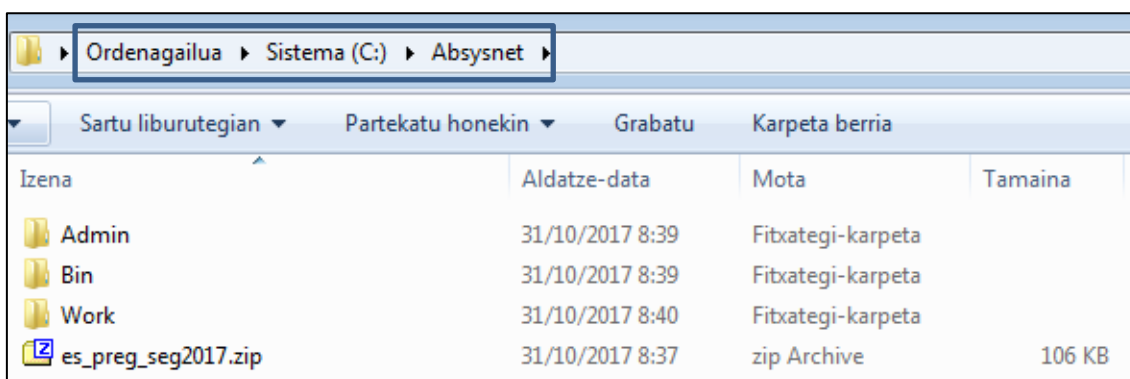 Ordenagailua Sistema (C:) Absysnet
Sartu liburutegian Partekatu honekin Grabatu Karpeta berria
Izena Aldatze-data Mota Tamaina
Admin 31/10/2017 8:39 Fitxategi-karpeta
Bin 31/10/2017 8:39 Fitxategi-karpeta
Work 31/10/2017 8:40 Fitxategi-karpeta
es_preg_seg2017.zip 31/10/2017 8:37 zip Archive 106 KB